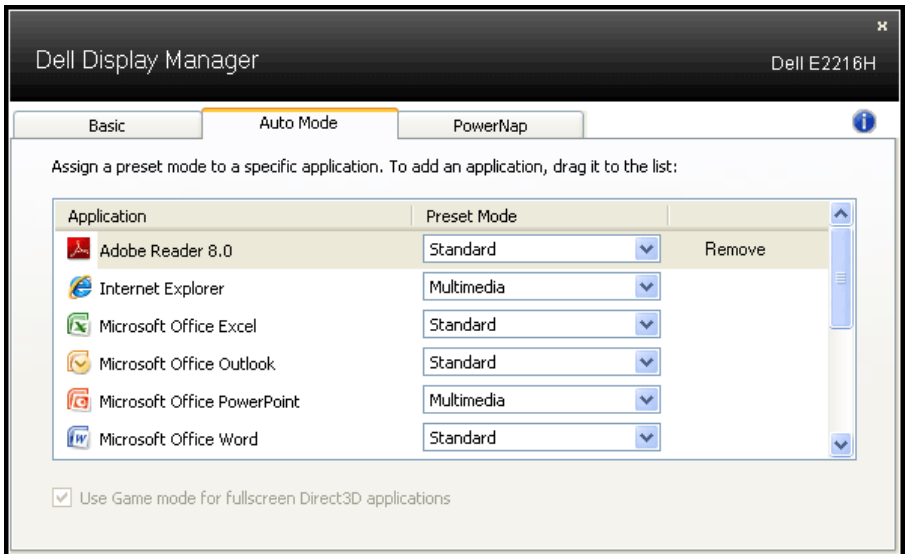 Dell Display Manager
Dell E2216H
Basic Auto Mode PowerNap
Assign a preset mode to a specific application. To add an application, drag it to the list:
Application Preset Mode
Adobe Reader 8.0 Standard Remove
Internet Explorer Multimedia
Microsoft Office Excel Standard
Microsoft Office Outlook Standard
Microsoft Office PowerPoint Multimedia
Microsoft Office Word Standard
Use Game mode for fullscreen Direct3D applications